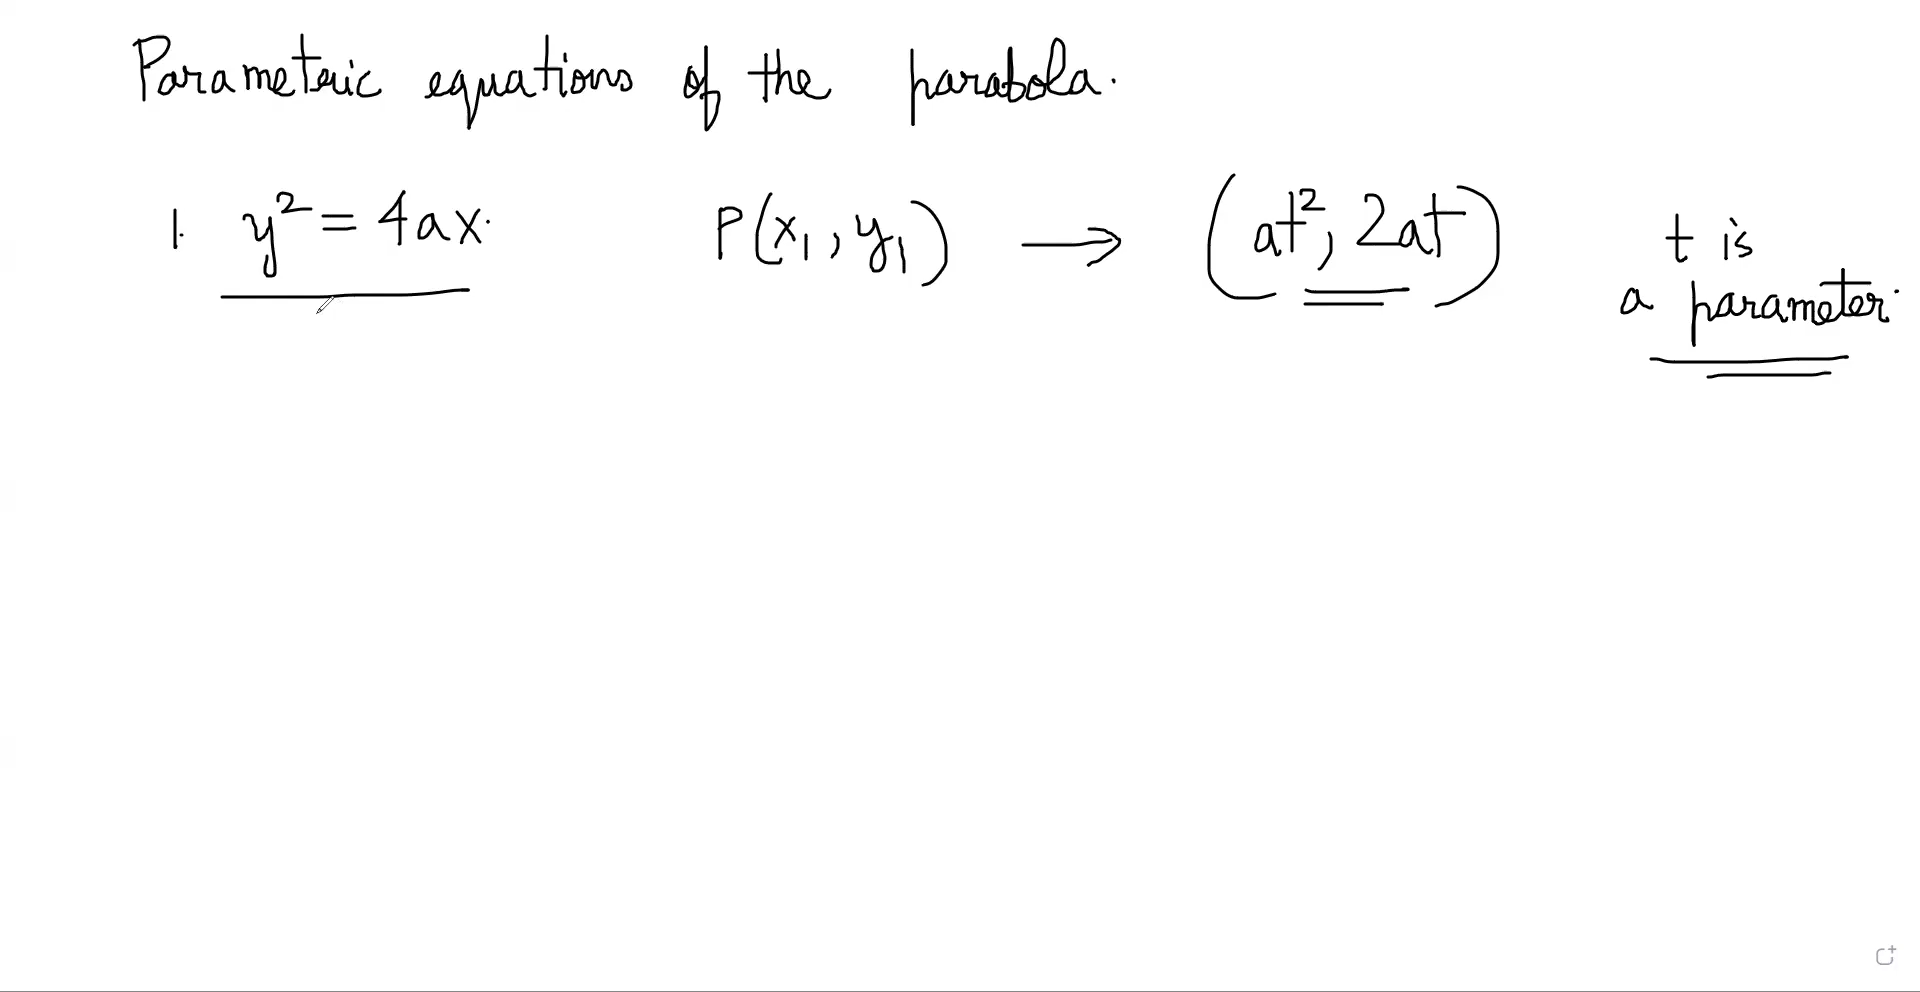 Parametric equations of the parabola.
1. y² = 4ax. P(x₁, y₁) → (at², 2at) t is
a parameter.